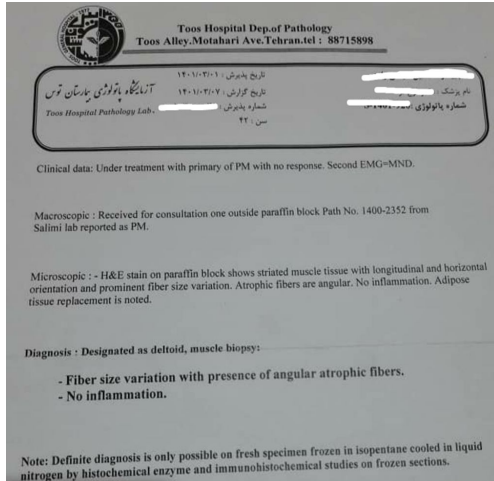 Toos Hospital Dep.of Pathology
Toos Alley.Motahari Ave.Tehran.tel : 88715898
آزمایشگاه پاتولوژی بیمارستان توس
Toos Hospital Pathology Lab.
تاریخ پذیرش : ۱۴۰۱/۰۳/۰۱
تاریخ گزارش : ۱۴۰۱/۰۳/۰۷
شماره پذیرش :
سن : ۴۲
نام پزشک :
شماره پاتولوژی :
Clinical data: Under treatment with primary of PM with no response. Second EMG=MND.
Macroscopic : Received for consultation one outside paraffin block Path No. 1400-2352 from
Salimi lab reported as PM.
Microscopic : - H&E stain on paraffin block shows striated muscle tissue with longitudinal and horizontal
orientation and prominent fiber size variation. Atrophic fibers are angular. No inflammation. Adipose
tissue replacement is noted.
Diagnosis : Designated as deltoid, muscle biopsy:
- Fiber size variation with presence of angular atrophic fibers.
- No inflammation.
Note: Definite diagnosis is only possible on fresh specimen frozen in isopentane cooled in liquid
nitrogen by histochemical enzyme and immunohistochemical studies on frozen sections.